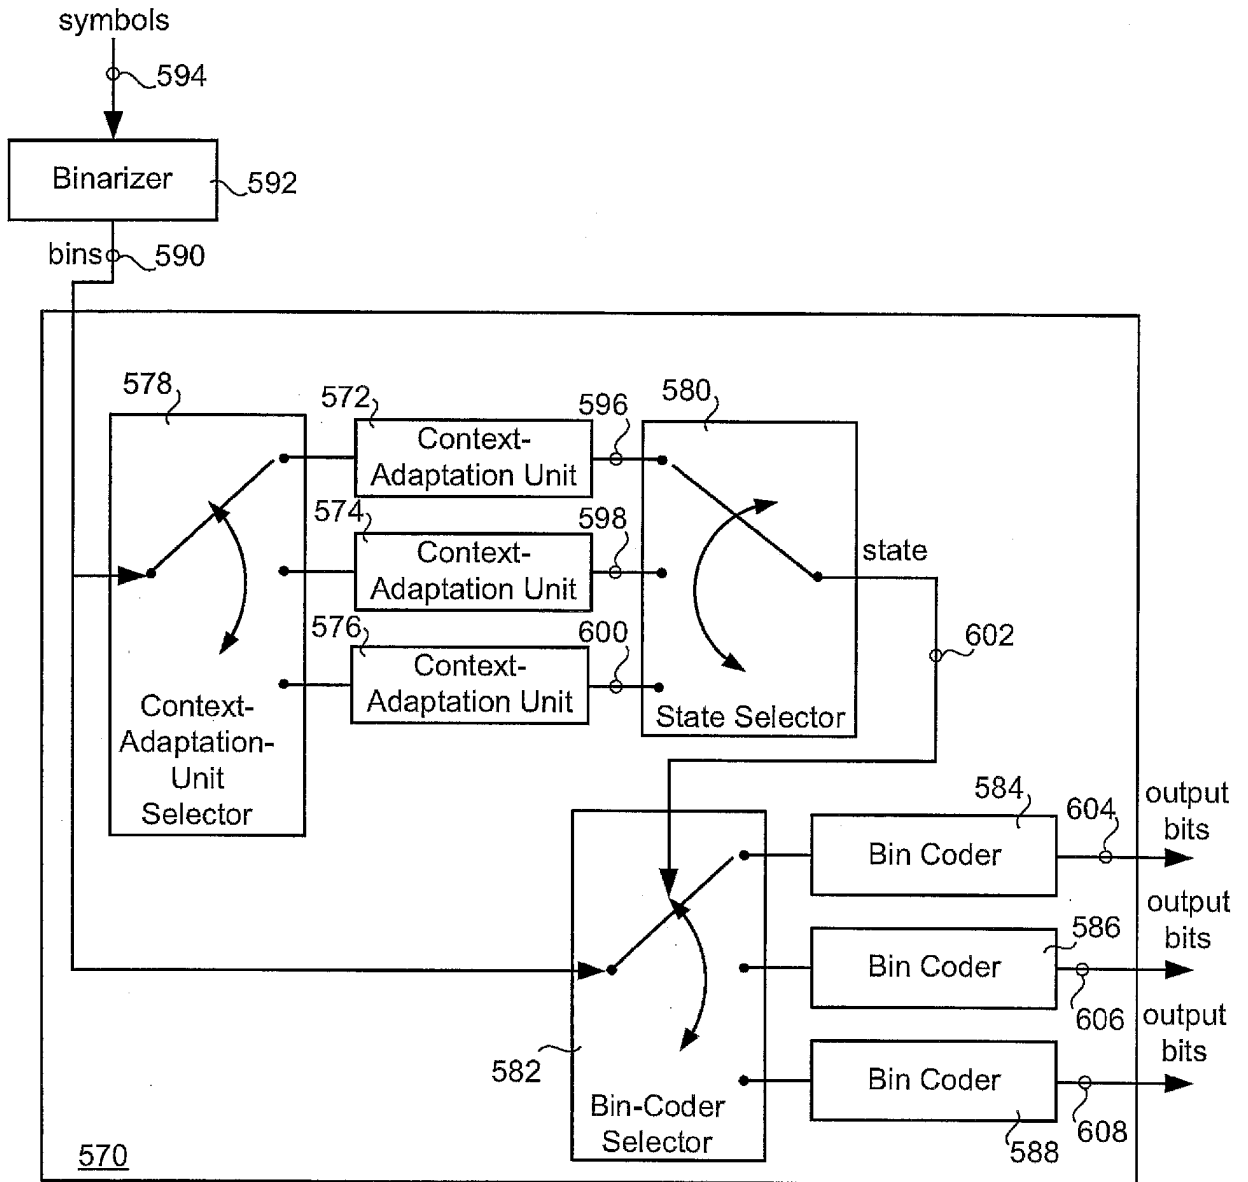 symbols
594
Binarizer
592
bins
590
578
572
Context-
Adaptation Unit
596
580
574
Context-
Adaptation Unit
598
state
576
Context-
Adaptation Unit
600
602
Context-
Adaptation-
Unit
Selector
State Selector
584
604
output
bits
Bin Coder
586
output
bits
Bin Coder
606
output
bits
582
Bin Coder
608
588
Bin-Coder
Selector
570